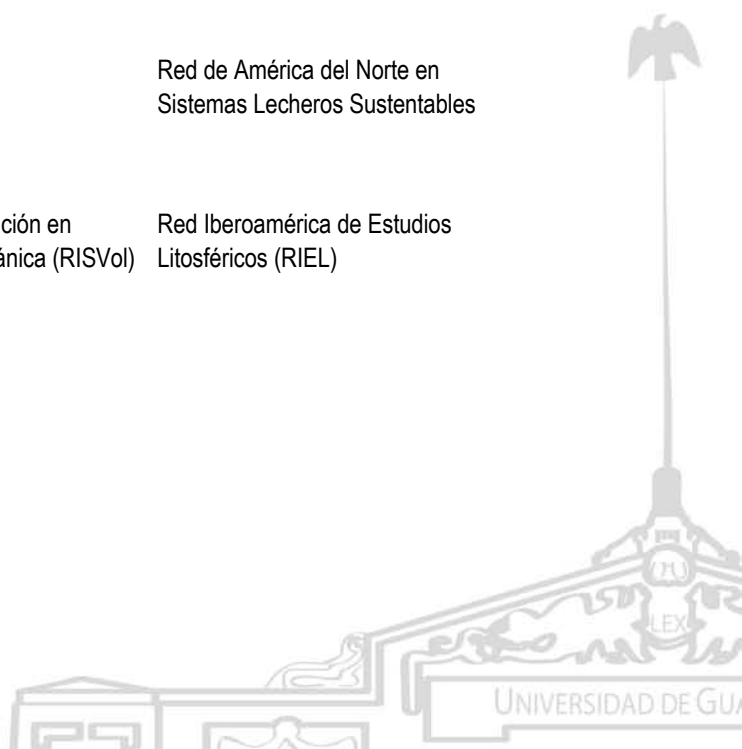 Red de América del Norte en
Sistemas Lecheros Sustentables
ción en
ánica (RISVol)
Red Iberoamérica de Estudios
Litosféricos (RIEL)
LEX
UNIVERSIDAD DE GUA